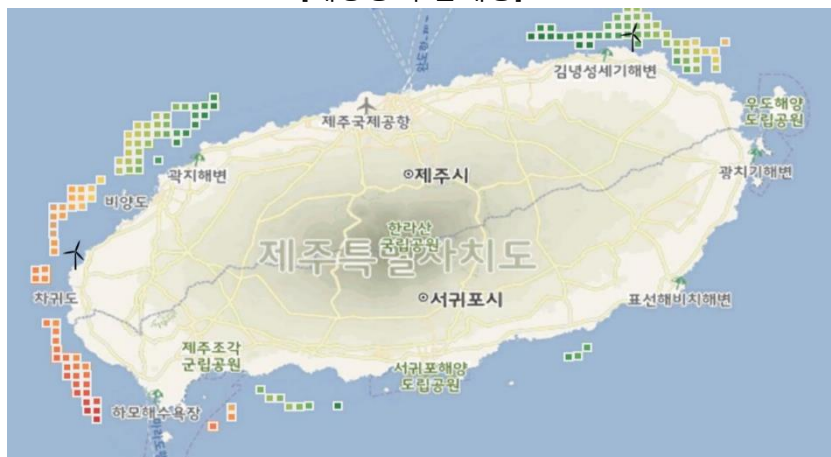 김녕성세기해변
우도해양
도립공원
제주국제공항
곽지해변
제주시
광치기해변
비양도
한라산
국립공원
제주특별자치도
차귀도
서귀포시
표선해비치해변
제주조각
군립공원
서귀포해양
도립공원
하모해수욕장